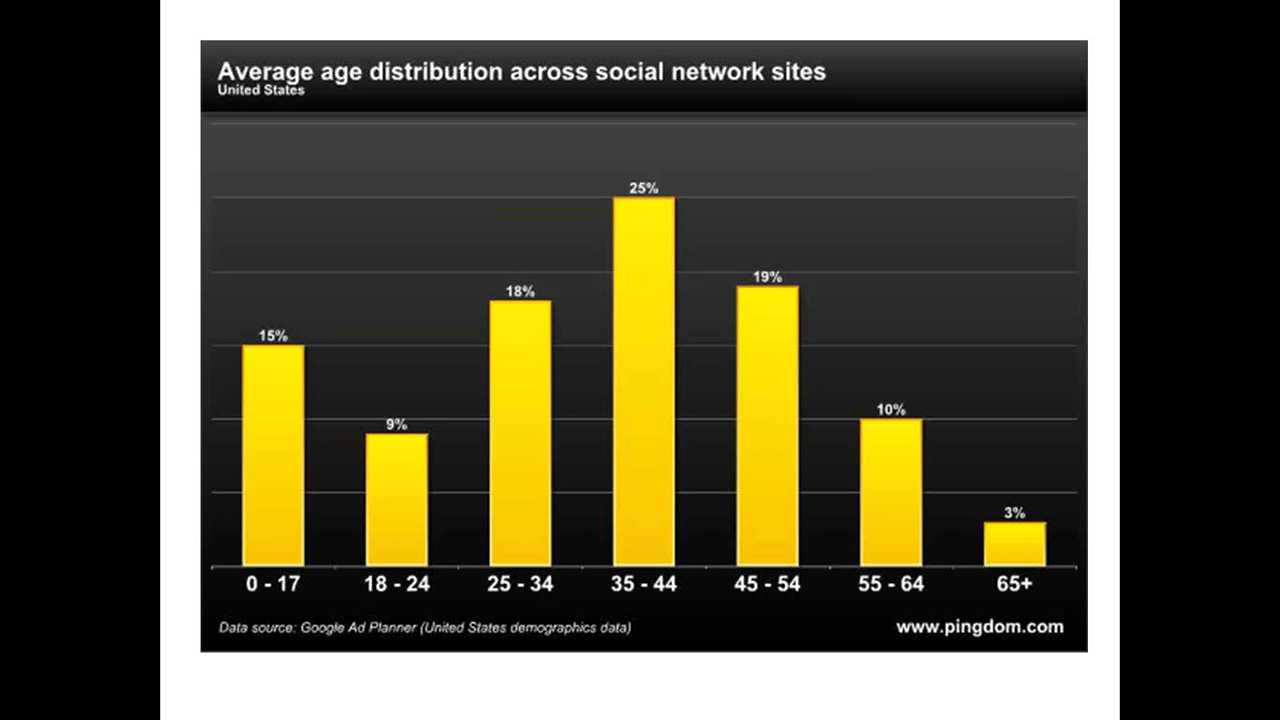 Average age distribution across social network sites
United States
25%
19%
18%
15%
10%
9%
3%
0 - 17 18 - 24 25 - 34 35 - 44 45 - 54 55 - 64 65+
Data source: Google Ad Planner (United States demographics data) www.pingdom.com